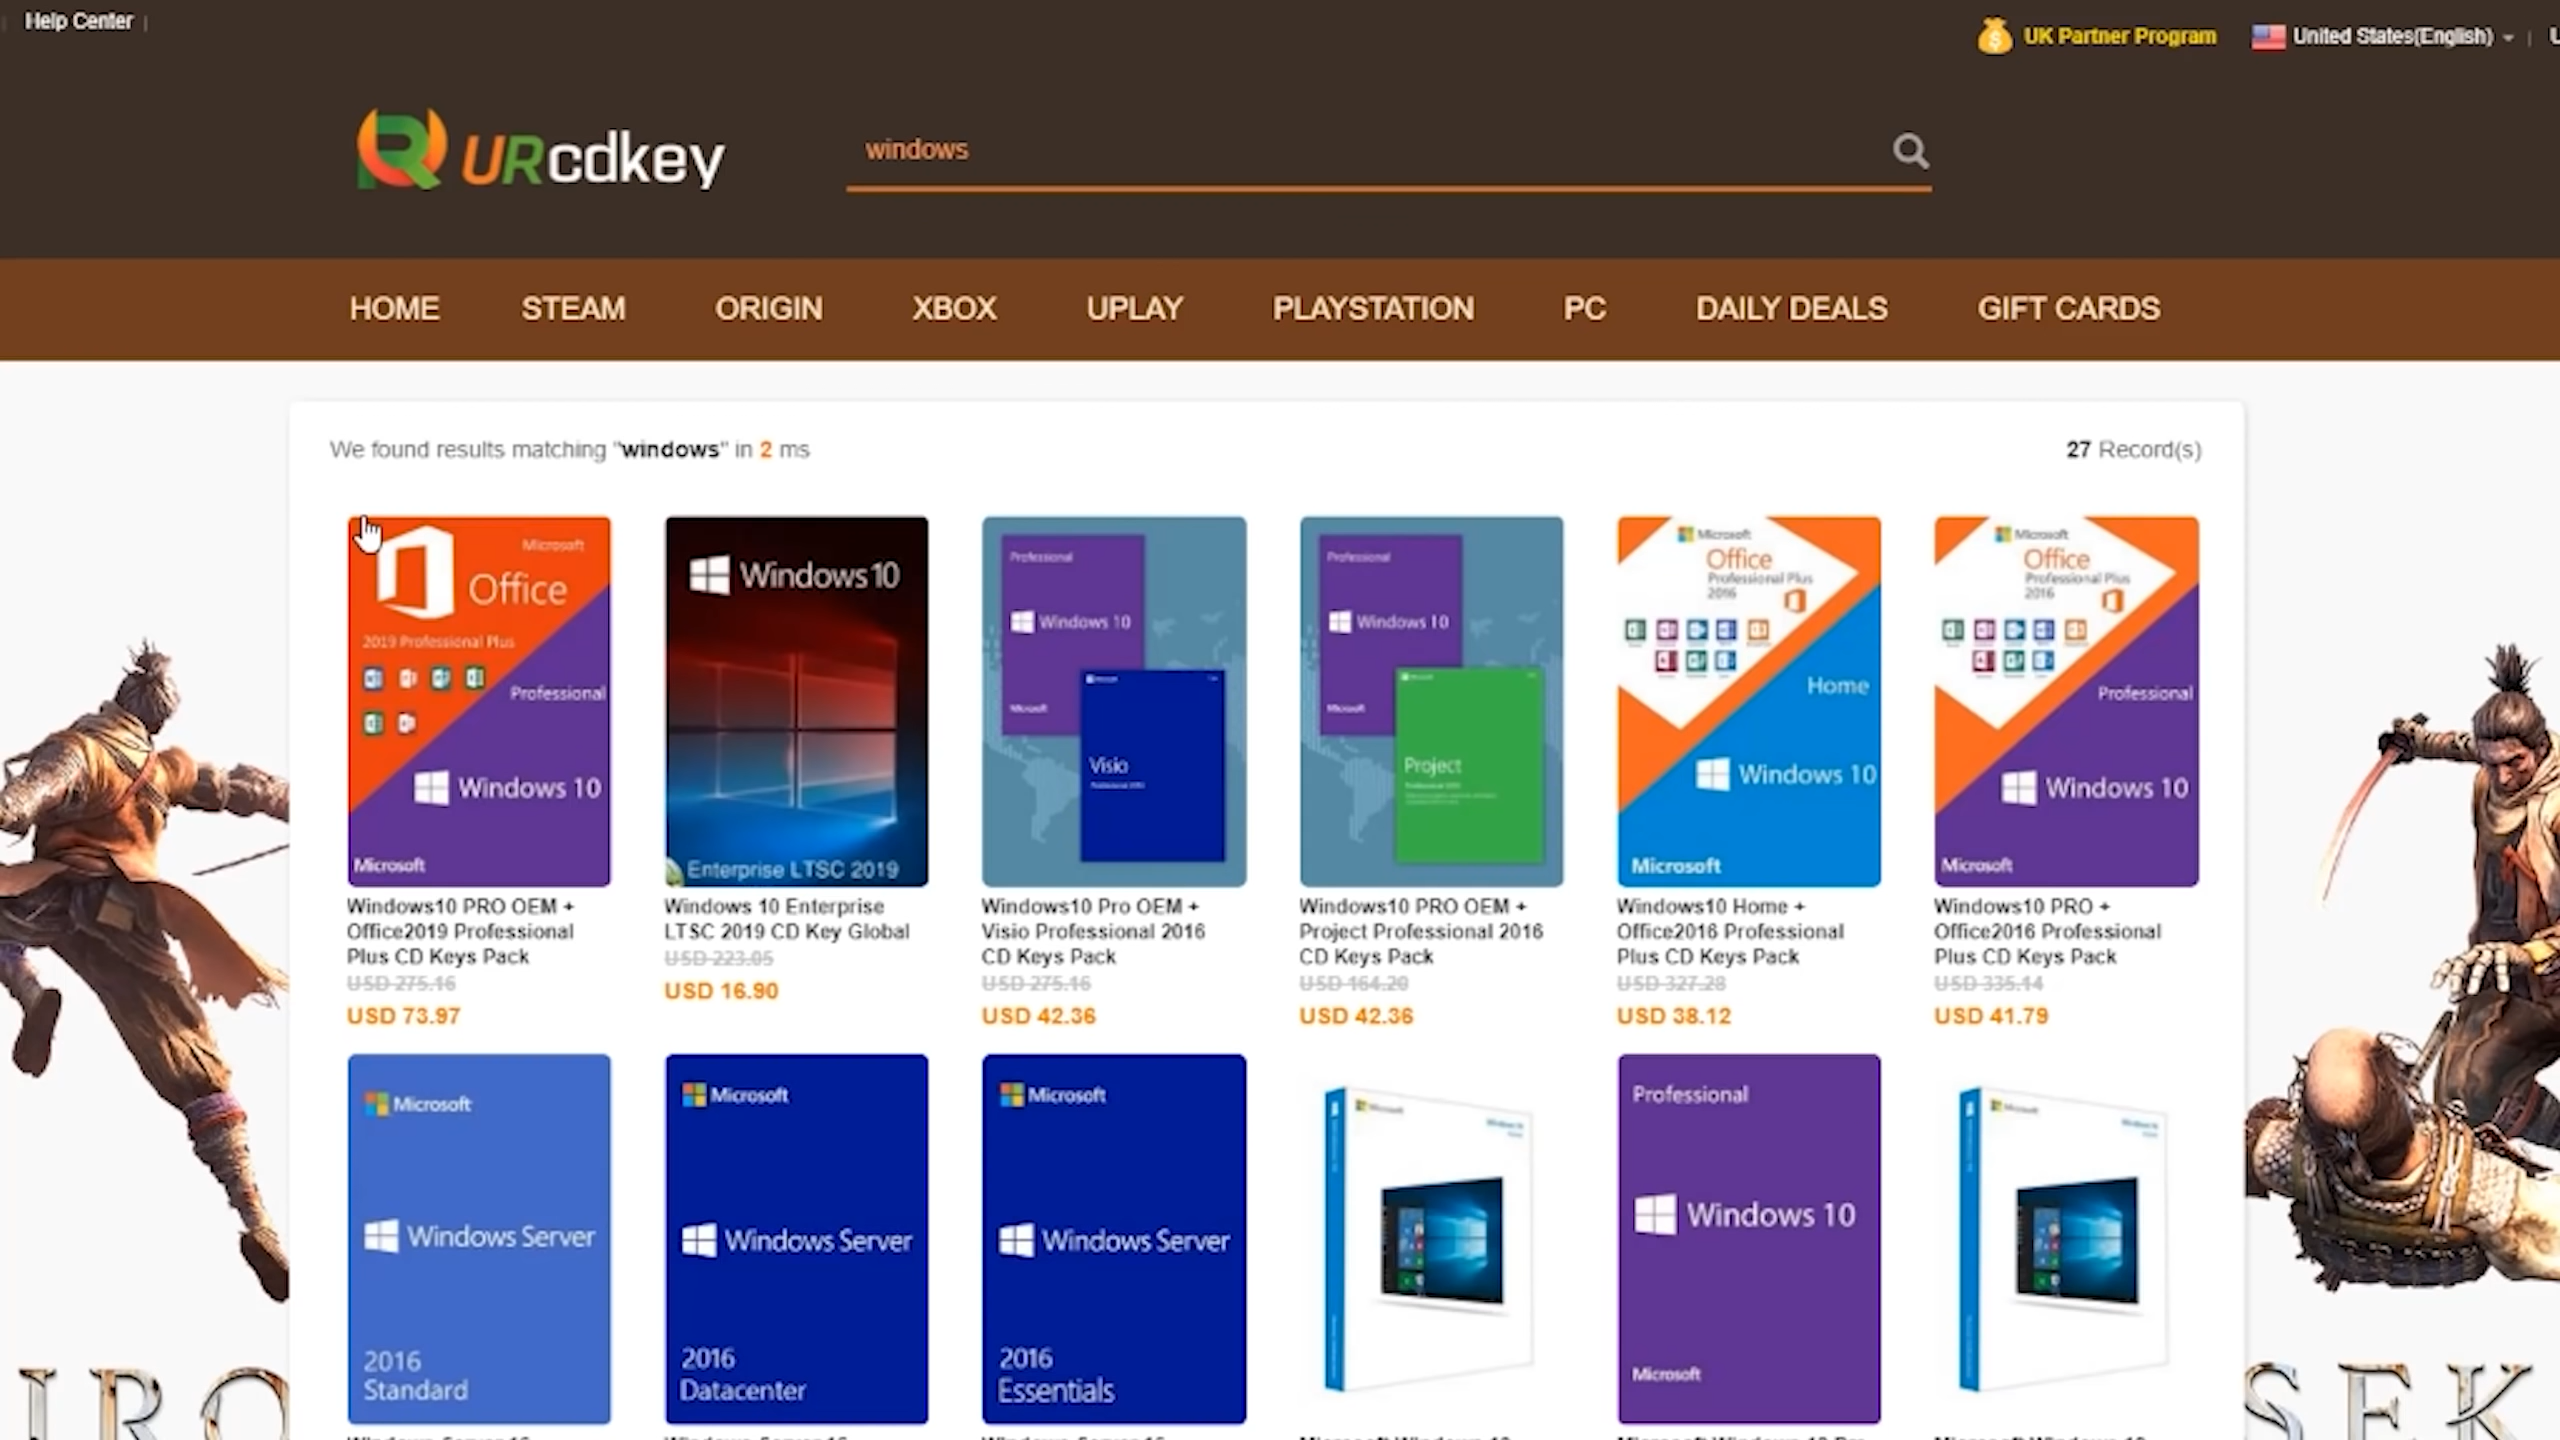 Help Center
UK Partner Program
United States(English)
URcdkey
windows
HOME STEAM ORIGIN XBOX UPLAY PLAYSTATION PC DAILY DEALS GIFT CARDS
We found results matching "windows" in 2 ms
27 Record(s)
Microsoft
Office
2019 Professional Plus
Professional
Windows 10
Microsoft
Windows10 PRO OEM +
Office2019 Professional
Plus CD Keys Pack
USD 275.16
USD 73.97
Windows 10
Enterprise LTSC 2019
Windows 10 Enterprise
LTSC 2019 CD Key Global
USD 223.05
USD 16.90
Professional
Windows 10
Microsoft
Visio
Windows10 Pro OEM +
Visio Professional 2016
CD Keys Pack
USD 275.16
USD 42.36
Professional
Windows 10
Microsoft
Project
Windows10 PRO OEM +
Project Professional 2016
CD Keys Pack
USD 164.20
USD 42.36
Microsoft
Office
Professional Plus
2016
Home
Windows 10
Microsoft
Windows10 Home +
Office2016 Professional
Plus CD Keys Pack
USD 327.28
USD 38.12
Microsoft
Office
Professional Plus
2016
Professional
Windows 10
Microsoft
Windows10 PRO +
Office2016 Professional
Plus CD Keys Pack
USD 335.14
USD 41.79
Microsoft
Windows Server
2016
Standard
Microsoft
Windows Server
2016
Datacenter
Microsoft
Windows Server
2016
Essentials
Professional
Windows 10
Microsoft
IRO
SEK